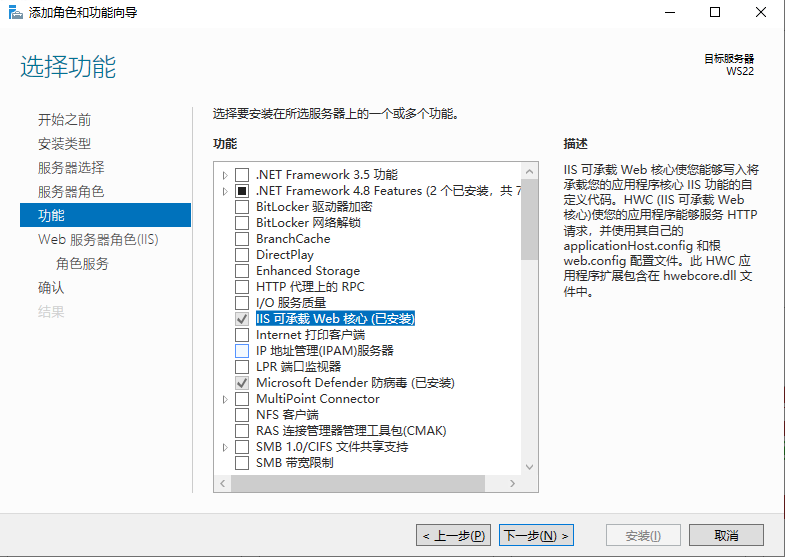 添加角色和功能向导
选择功能
目标服务器
WS22
开始之前
安装类型
服务器选择
服务器角色
功能
Web 服务器角色(IIS)
角色服务
确认
结果
选择要安装在所选服务器上的一个或多个功能。
功能
.NET Framework 3.5 功能
.NET Framework 4.8 Features (2 个已安装，共 7
BitLocker 驱动器加密
BitLocker 网络解锁
BranchCache
DirectPlay
Enhanced Storage
HTTP 代理上的 RPC
I/O 服务质量
IIS 可承载 Web 核心 (已安装)
Internet 打印客户端
IP 地址管理(IPAM)服务器
LPR 端口监视器
Microsoft Defender 防病毒 (已安装)
MultiPoint Connector
NFS 客户端
RAS 连接管理器管理工具包(CMAK)
SMB 1.0/CIFS 文件共享支持
SMB 带宽限制
描述
IIS 可承载 Web 核心使您能够写入将
承载您的应用程序核心 IIS 功能的自
定义代码。HWC (IIS 可承载 Web
核心)使您的应用程序能够服务 HTTP
请求，并使用其自己的
applicationHost.config 和根
web.config 配置文件。此 HWC 应
用程序扩展包含在 hwebcore.dll 文
件中。
< 上一步(P)
下一步(N) >
安装(I)
取消